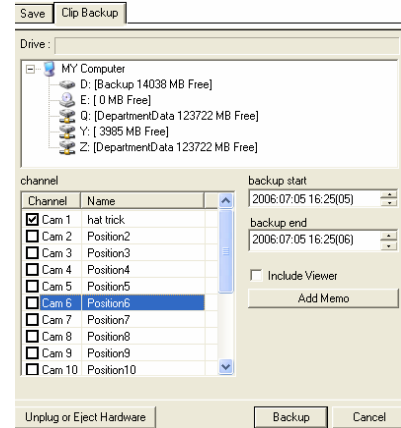 Save Clip Backup
Drive :
MY Computer
D: [Backup 14038 MB Free]
E: [ 0 MB Free]
Q: [DepartmentData 123722 MB Free]
Y: [ 3985 MB Free]
Z: [DepartmentData 123722 MB Free]
channel
Channel Name
Cam 1 hat trick
Cam 2 Position2
Cam 3 Position3
Cam 4 Position4
Cam 5 Position5
Cam 6 Position6
Cam 7 Position7
Cam 8 Position8
Cam 9 Position9
Cam 10 Position10
backup start
2006:07:05 16:25(05)
backup end
2006:07:05 16:25(06)
Include Viewer
Add Memo
Unplug or Eject Hardware Backup Cancel